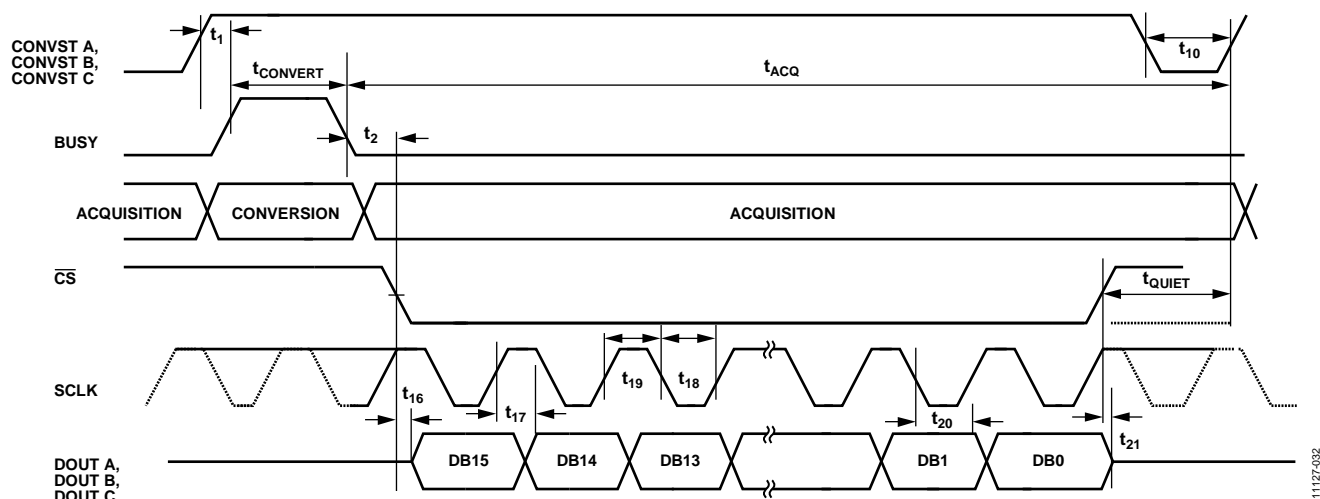 CONVST A,
CONVST B,
CONVST C
t1
tCONVERT
tACQ
t10
BUSY
t2
ACQUISITION
CONVERSION
ACQUISITION
CS
tQUIET
SCLK
t16
t17
t19
t18
t20
t21
DOUT A,
DOUT B,
DOUT C
DB15
DB14
DB13
DB1
DB0
11127-032